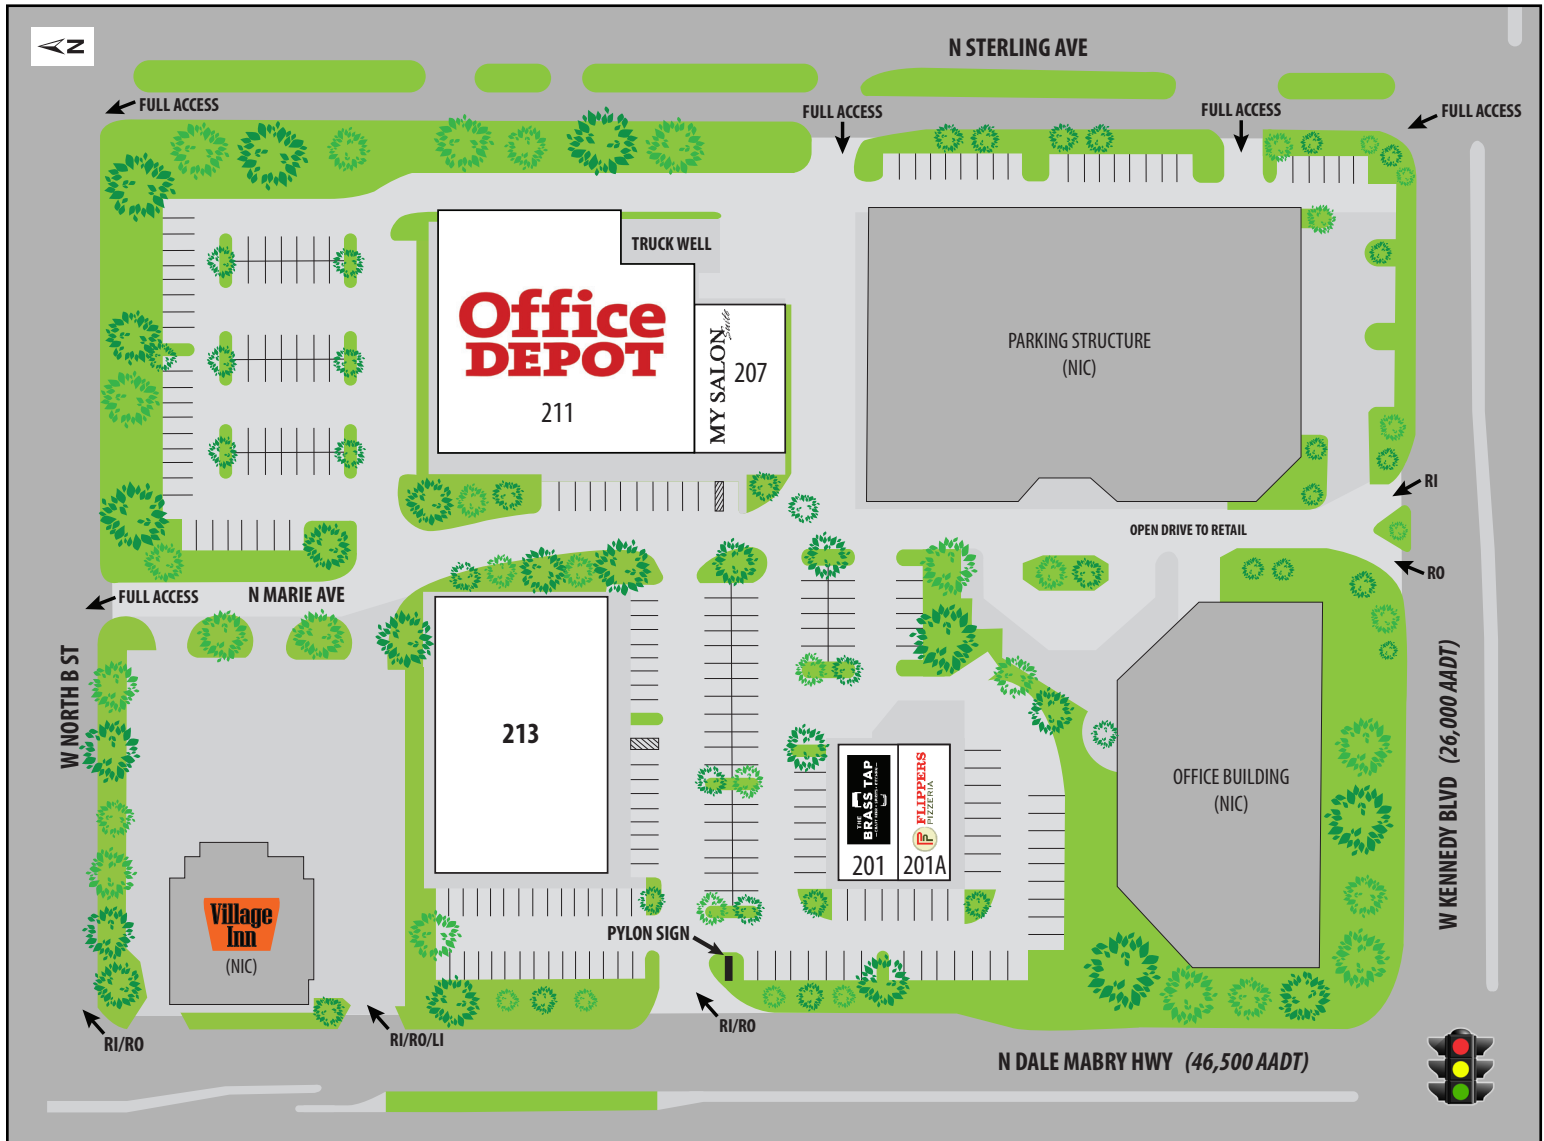 N
N STERLING AVE
FULL ACCESS
FULL ACCESS
FULL ACCESS
FULL ACCESS
TRUCK WELL
Office
DEPOT
211
MY SALON
Suite
207
PARKING STRUCTURE
(NIC)
RI
OPEN DRIVE TO RETAIL
RO
FULL ACCESS
N MARIE AVE
W NORTH B ST
213
THE
BRASS TAP
201
FLIPPERS
PIZZERIA
201A
OFFICE BUILDING
(NIC)
W KENNEDY BLVD (26,000 AADT)
Village
Inn
(NIC)
PYLON SIGN
RI/RO
RI/RO/LI
RI/RO
N DALE MABRY HWY (46,500 AADT)